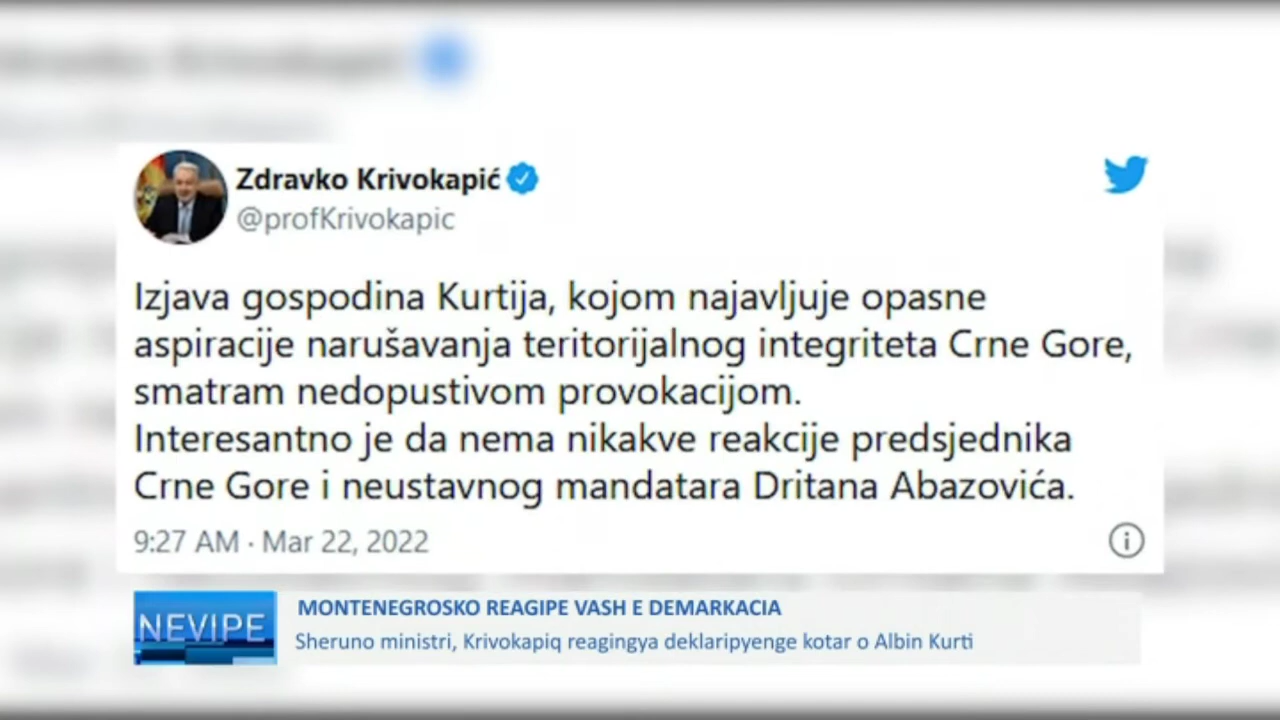 Zdravko Krivokapić
@profKrivokapic
Izjava gospodina Kurtija, kojom najavljuje opasne
aspiracije narušavanja teritorijalnog integriteta Crne Gore,
smatram nedopustivom provokacijom.
Interesantno je da nema nikakve reakcije predsjednika
Crne Gore i neustavnog mandatara Dritana Abazovića.
9:27 AM · Mar 22, 2022
NEVIPE
MONTENEGROSKO REAGIPE VASH E DEMARKACIA
Sheruno ministri, Krivokapiq reagingya deklaripyenge kotar o Albin Kurti